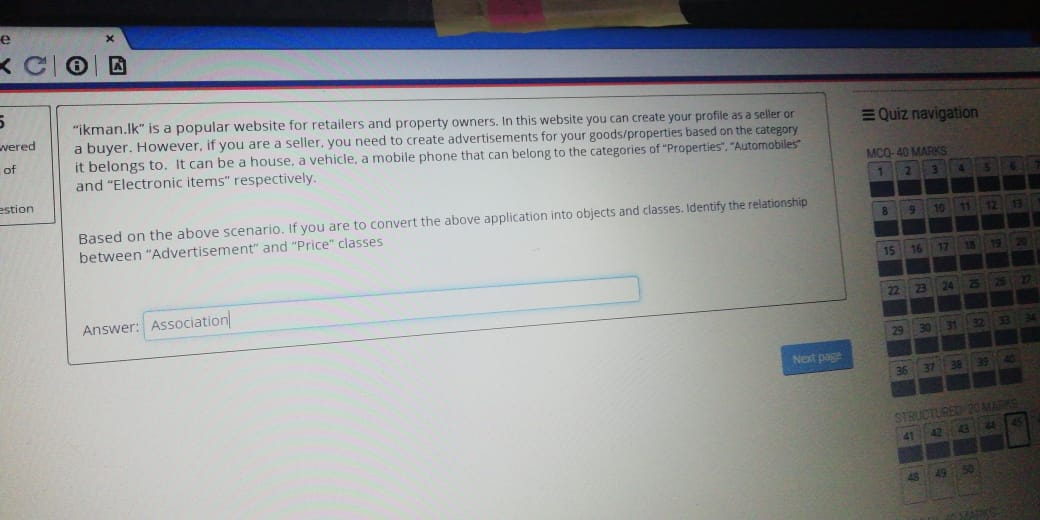 e ×
"ikman.lk" is a popular website for retailers and property owners. In this website you can create your profile as a seller or
a buyer. However, if you are a seller, you need to create advertisements for your goods/properties based on the category
it belongs to. It can be a house, a vehicle, a mobile phone that can belong to the categories of "Properties", "Automobiles"
and "Electronic items" respectively.
Based on the above scenario. If you are to convert the above application into objects and classes. Identify the relationship
between "Advertisement" and "Price" classes
Answer: Association
Next page
5
wered
of
estion
Quiz navigation
MCQ- 40 MARKS
1 2 3 4 5 6 7
8 9 10 11 12 13
15 16 17 18 19 20
22 23 24 25 26 27
29 30 31 32 33 34
36 37 38 39 40
STRUCTURED- 20 MARKS
41 42 43 44 45
48 49 50